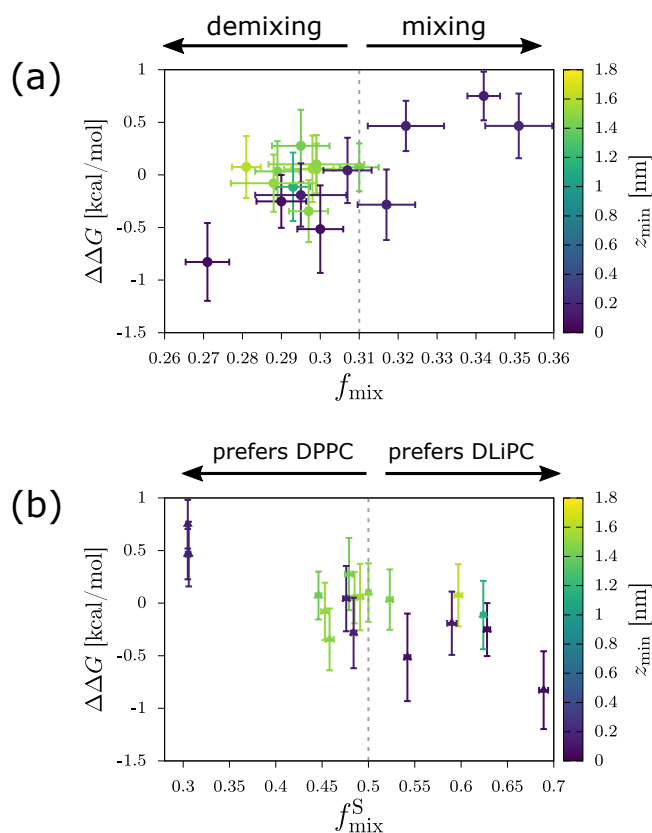 demixing mixing
(a)
1
0.5
0
-0.5
-1
-1.5
ΔΔG [kcal/mol]
0.26 0.27 0.28 0.29 0.3 0.31 0.32 0.33 0.34 0.35 0.36
f_mix
1.8
1.6
1.4
1.2
1
0.8
0.6
0.4
0.2
0
z_min [nm]
prefers DPPC prefers DLiPC
(b)
1
0.5
0
-0.5
-1
-1.5
ΔΔG [kcal/mol]
0.3 0.35 0.4 0.45 0.5 0.55 0.6 0.65 0.7
f_mix^S
1.8
1.6
1.4
1.2
1
0.8
0.6
0.4
0.2
0
z_min [nm]